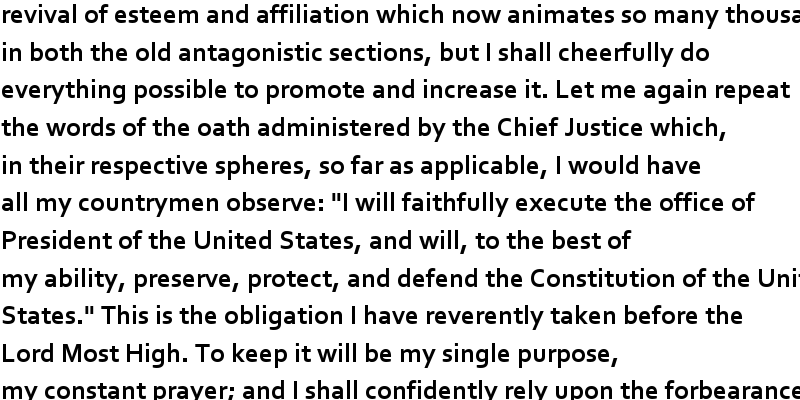 revival of esteem and affiliation which now animates so many
in both the old antagonistic sections, but I shall cheerfully do
everything possible to promote and increase it. Let me again repeat
the words of the oath administered by the Chief Justice which,
in their respective spheres, so far as applicable, I would have
all my countrymen observe: "I will faithfully execute the office of
President of the United States, and will, to the best of
my ability, preserve, protect, and defend the Constitution of the
States." This is the obligation I have reverently taken before the
Lord Most High. To keep it will be my single purpose,
my constant prayer; and I shall confidently rely upon the forbearance